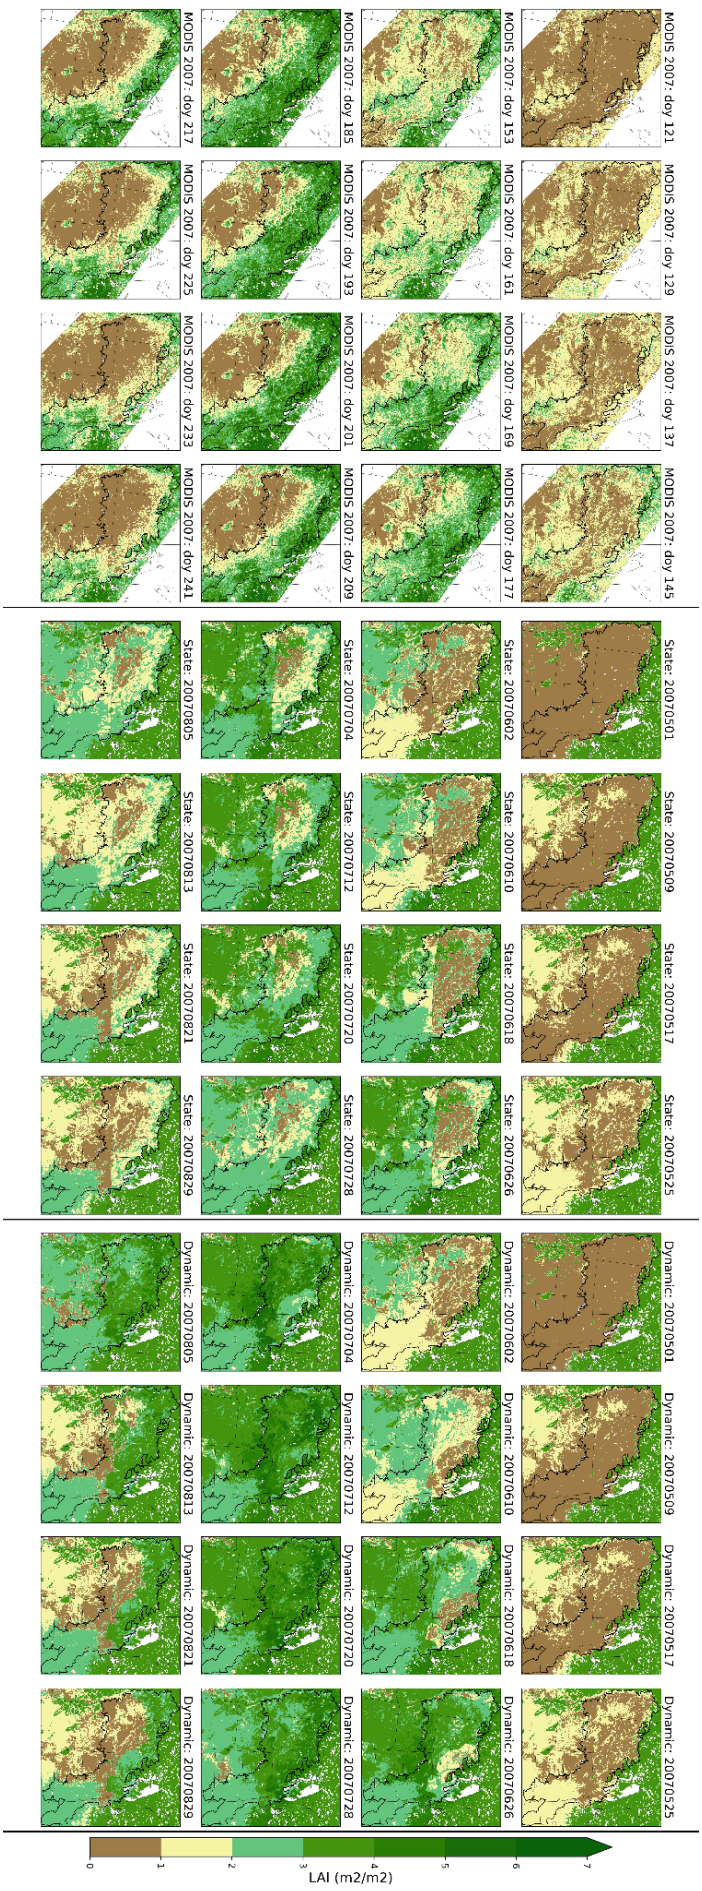 MODIS 2007: doy 121
MODIS 2007: doy 129
MODIS 2007: doy 137
MODIS 2007: doy 145
MODIS 2007: doy 153
MODIS 2007: doy 161
MODIS 2007: doy 169
MODIS 2007: doy 177
MODIS 2007: doy 185
MODIS 2007: doy 193
MODIS 2007: doy 201
MODIS 2007: doy 209
MODIS 2007: doy 217
MODIS 2007: doy 225
MODIS 2007: doy 233
MODIS 2007: doy 241
State: 20070501
State: 20070509
State: 20070517
State: 20070525
State: 20070602
State: 20070610
State: 20070618
State: 20070626
State: 20070704
State: 20070712
State: 20070720
State: 20070728
State: 20070805
State: 20070813
State: 20070821
State: 20070829
Dynamic: 20070501
Dynamic: 20070509
Dynamic: 20070517
Dynamic: 20070525
Dynamic: 20070602
Dynamic: 20070610
Dynamic: 20070618
Dynamic: 20070626
Dynamic: 20070704
Dynamic: 20070712
Dynamic: 20070720
Dynamic: 20070728
Dynamic: 20070805
Dynamic: 20070813
Dynamic: 20070821
Dynamic: 20070829
0 1 2 3 4 5 6 7
LAI (m2/m2)